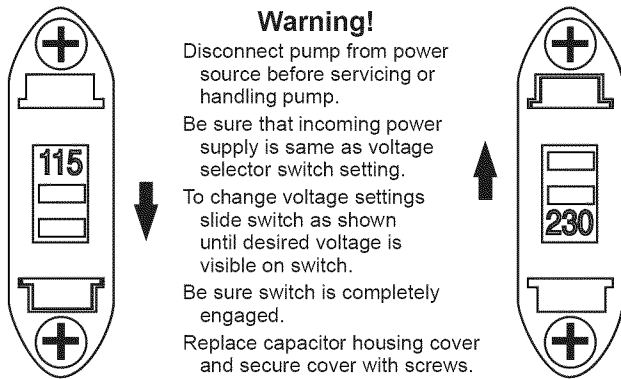 Warning!
Disconnect pump from power
source before servicing or
handling pump.
Be sure that incoming power
supply is same as voltage
selector switch setting.
To change voltage settings
slide switch as shown
until desired voltage is
visible on switch.
Be sure switch is completely
engaged.
Replace capacitor housing cover
and secure cover with screws.
115
230